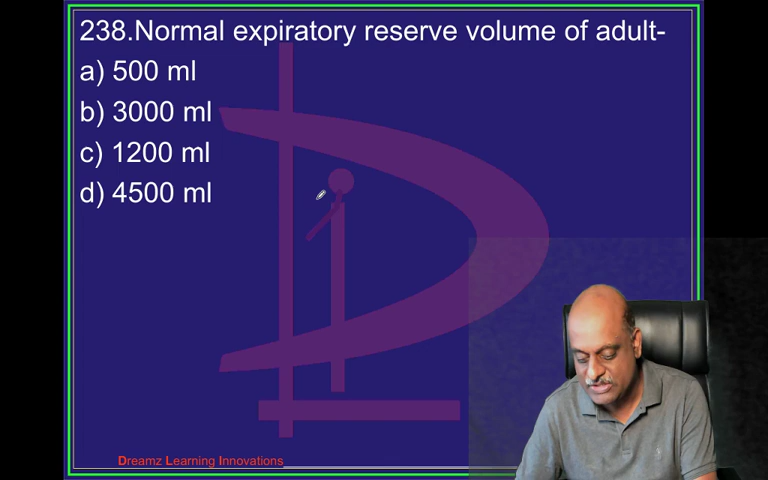 238.Normal expiratory reserve volume of adult-
a) 500 ml
b) 3000 ml
c) 1200 ml
d) 4500 ml
Dreamz Learning Innovations